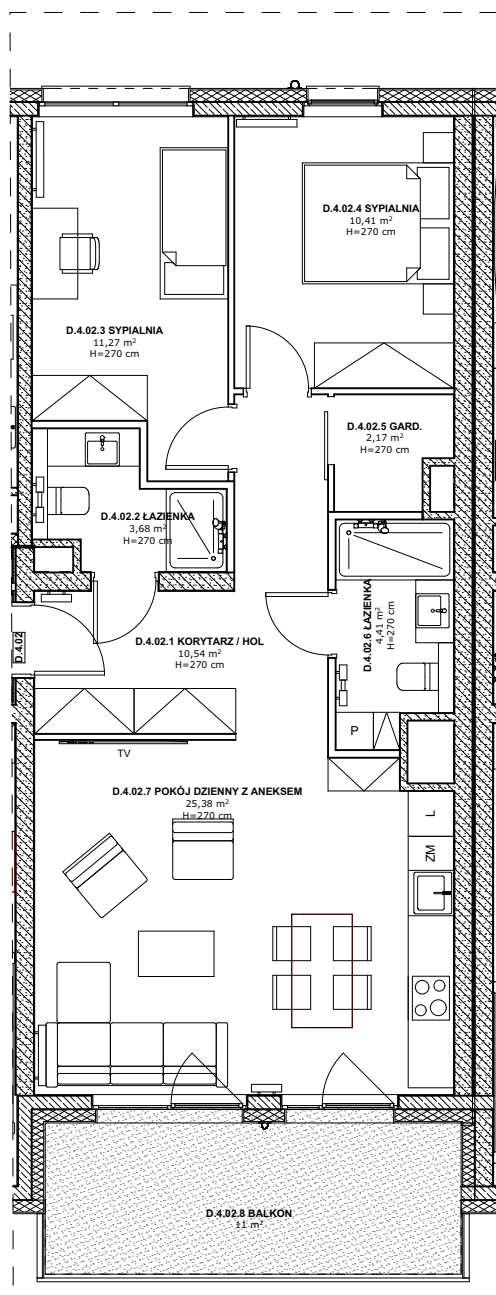 D.4.02.4 SYPIALNIA
10,41 m²
H=270 cm
D.4.02.3 SYPIALNIA
11,27 m²
H=270 cm
D.4.02.5 GARD.
2,17 m²
H=270 cm
D.4.02.2 ŁAZIENKA
3,68 m²
H=270 cm
D.4.02.6 ŁAZIENKA
4,41 m²
H=270 cm
D.4.02
D.4.02.1 KORYTARZ / HOL
10,54 m²
H=270 cm
P
TV
D.4.02.7 POKÓJ DZIENNY Z ANEKSEM
25,38 m²
H=270 cm
L
ZM
D.4.02.8 BALKON
11 m²